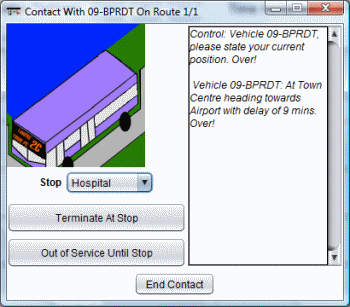 Contact With 09-BPRDT On Route 1/1
Control: Vehicle 09-BPRDT,
please state your current
position. Over!
Vehicle 09-BPRDT: At Town
Centre heading towards
Airport with delay of 9 mins.
Over!
2C
Stop Hospital
Terminate At Stop
Out of Service Until Stop
End Contact